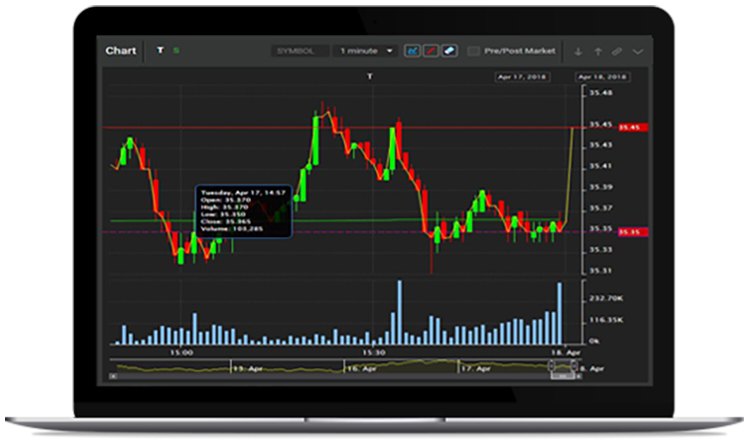 Chart T S SYMBOL 1 minute Pre/Post Market
T Apr 17, 2018 Apr 18, 2018
35.48
35.45 35.45
35.43
35.41
35.39
Tuesday, Apr 17, 14:57
Open: 35.370
High: 35.370
Low: 35.350
Close: 35.365
Volume: 103,285
35.37
35.35 35.35
35.33
35.31
232.70K
116.35K
0k
15:00 15:30 18. Apr
15. Apr 16. Apr 17. Apr 8. Apr